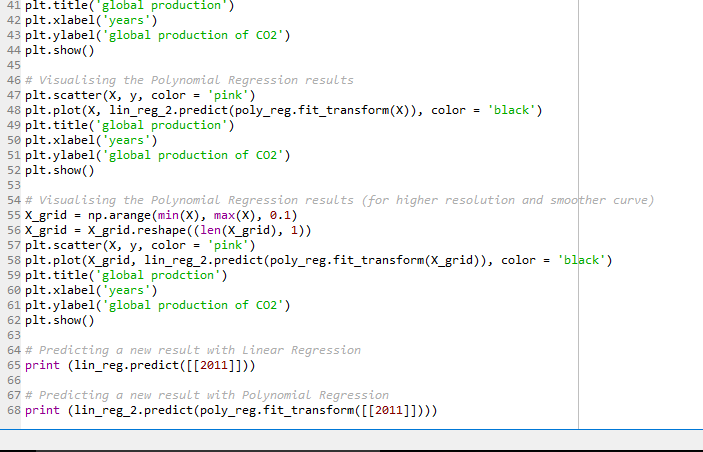 41 plt.title('global production')
42 plt.xlabel('years')
43 plt.ylabel('global production of CO2')
44 plt.show()
45
46 # Visualising the Polynomial Regression results
47 plt.scatter(X, y, color = 'pink')
48 plt.plot(X, lin_reg_2.predict(poly_reg.fit_transform(X)), color = 'black')
49 plt.title('global production')
50 plt.xlabel('years')
51 plt.ylabel('global production of CO2')
52 plt.show()
53
54 # Visualising the Polynomial Regression results (for higher resolution and smoother curve)
55 X_grid = np.arange(min(X), max(X), 0.1)
56 X_grid = X_grid.reshape((len(X_grid), 1))
57 plt.scatter(X, y, color = 'pink')
58 plt.plot(X_grid, lin_reg_2.predict(poly_reg.fit_transform(X_grid)), color = 'black')
59 plt.title('global prodction')
60 plt.xlabel('years')
61 plt.ylabel('global production of CO2')
62 plt.show()
63
64 # Predicting a new result with Linear Regression
65 print (lin_reg.predict([[2011]]))
66
67 # Predicting a new result with Polynomial Regression
68 print (lin_reg_2.predict(poly_reg.fit_transform([[2011]])))